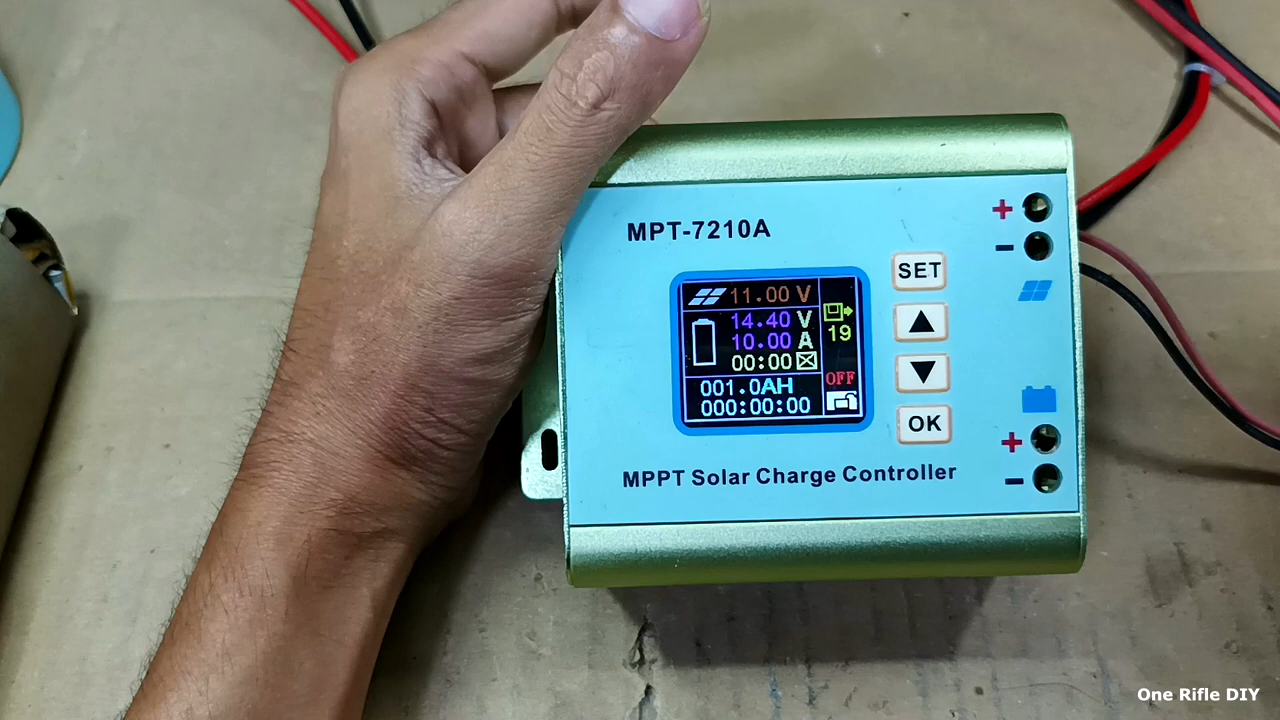 MPT-7210A
SET
11.00 V
14.40 V
10.00 A
00:00
19
OFF
001.0AH
000:00:00
OK
+
-
+
-
MPPT Solar Charge Controller
One Rifle DIY